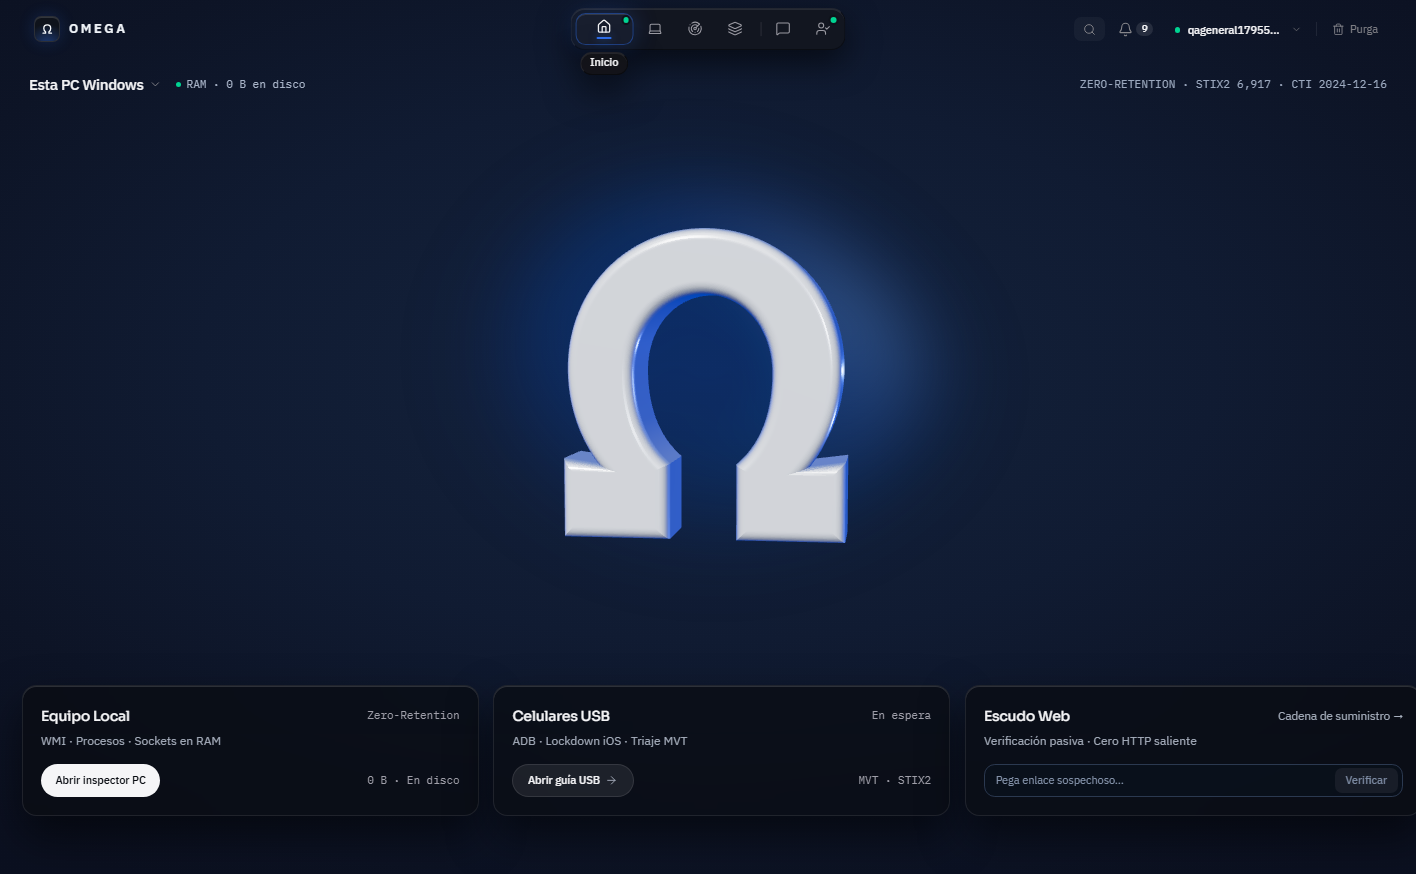 Ω OMEGA
9
qageneral17955...
Purga
Inicio
Esta PC Windows
RAM · 0 B en disco
ZERO-RETENTION · STIX2 6,917 · CTI 2024-12-16
Ω
Equipo Local
Zero-Retention
WMI · Procesos · Sockets en RAM
Abrir inspector PC
0 B · En disco
Celulares USB
En espera
ADB · Lockdown iOS · Triaje MVT
Abrir guía USB →
MVT · STIX2
Escudo Web
Cadena de suministro →
Verificación pasiva · Cero HTTP saliente
Pega enlace sospechoso...
Verificar